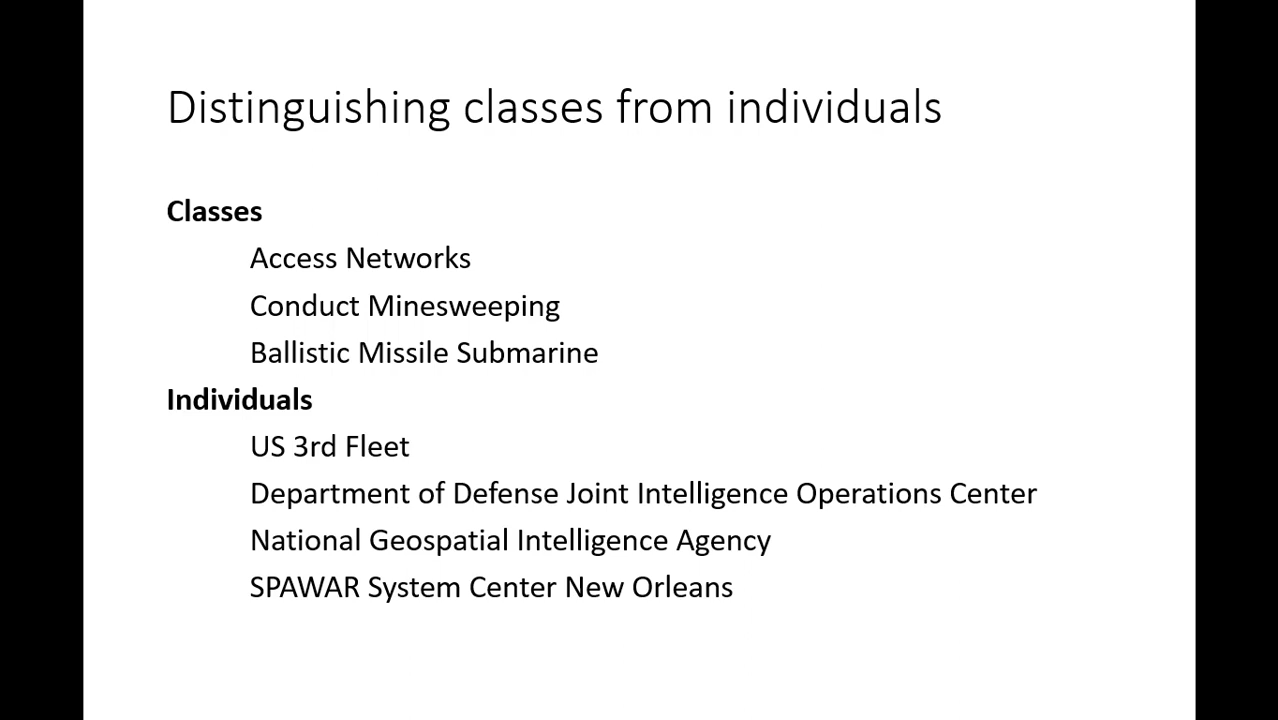 Distinguishing classes from individuals
Classes
Access Networks
Conduct Minesweeping
Ballistic Missile Submarine
Individuals
US 3rd Fleet
Department of Defense Joint Intelligence Operations Center
National Geospatial Intelligence Agency
SPAWAR System Center New Orleans